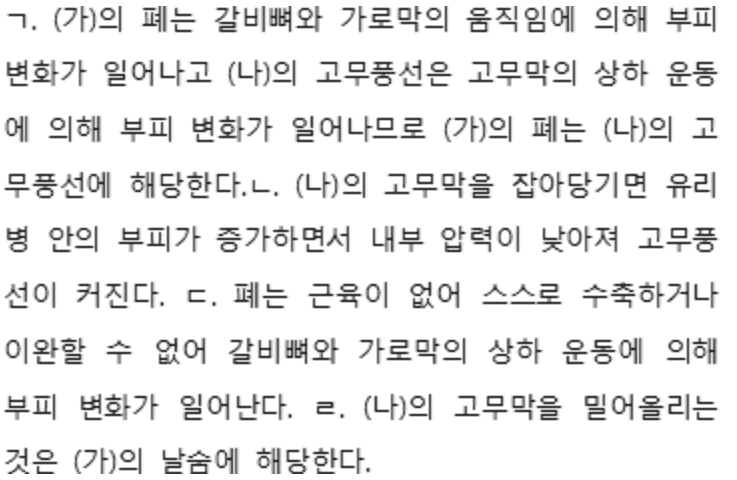 ㄱ. (가)의 폐는 갈비뼈와 가로막의 움직임에 의해 부피
변화가 일어나고 (나)의 고무풍선은 고무막의 상하 운동
에 의해 부피 변화가 일어나므로 (가)의 폐는 (나)의 고
무풍선에 해당한다.ㄴ. (나)의 고무막을 잡아당기면 유리
병 안의 부피가 증가하면서 내부 압력이 낮아져 고무풍
선이 커진다. ㄷ. 폐는 근육이 없어 스스로 수축하거나
이완할 수 없어 갈비뼈와 가로막의 상하 운동에 의해
부피 변화가 일어난다. ㄹ. (나)의 고무막을 밀어올리는
것은 (가)의 날숨에 해당한다.